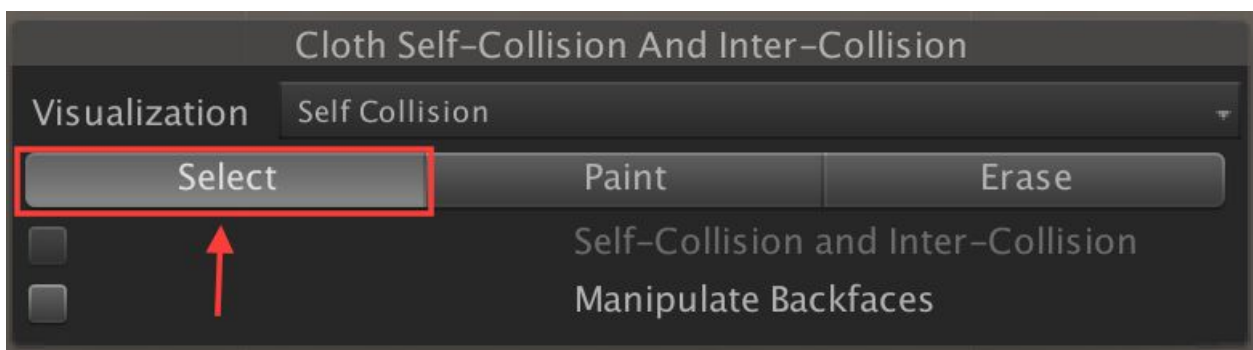 Cloth Self-Collision And Inter-Collision
Visualization Self Collision
Select Paint Erase
Self-Collision and Inter-Collision
Manipulate Backfaces